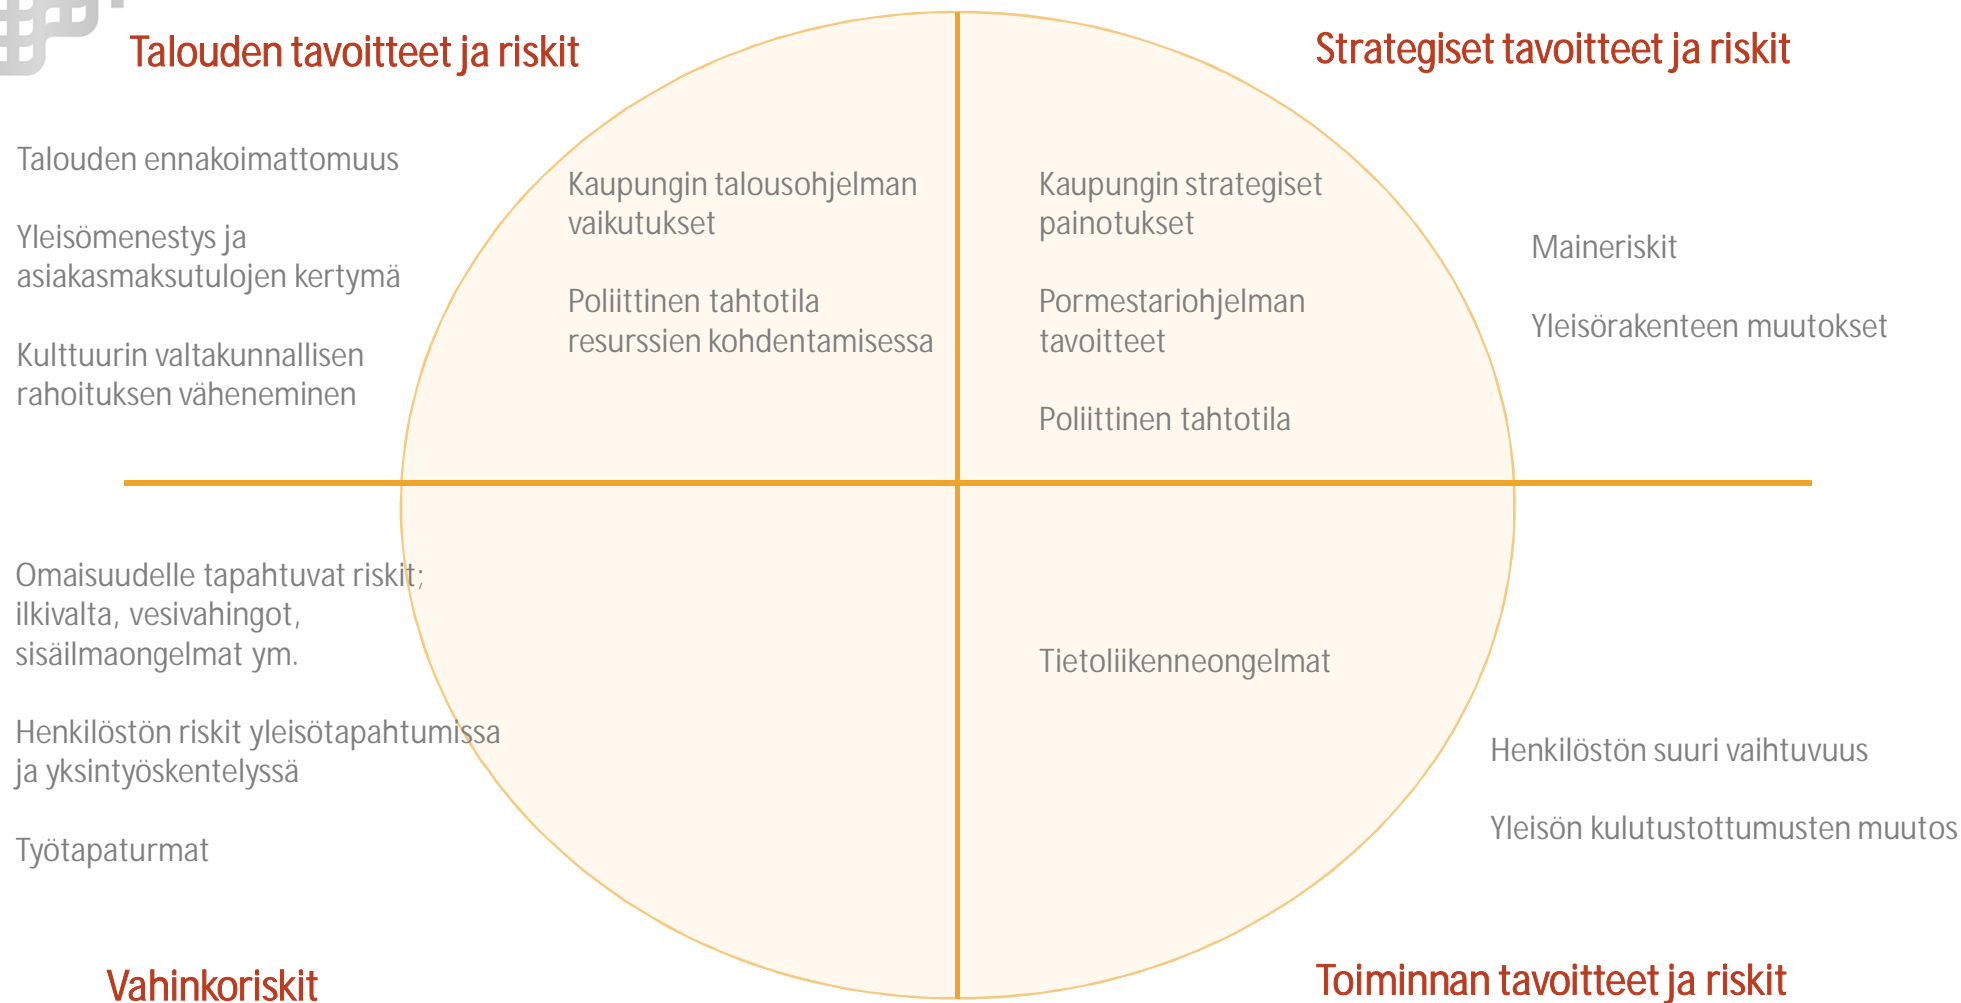 Talouden tavoitteet ja riskit
Strategiset tavoitteet ja riskit
Talouden ennakoimattomuus
Yleisömenestys ja
asiakasmaksutulojen kertymä
Kulttuurin valtakunnallisen
rahoituksen väheneminen
Kaupungin talousohjelman
vaikutukset
Poliittinen tahtotila
resurssien kohdentamisessa
Kaupungin strategiset
painotukset
Pormestariohjelman
tavoitteet
Poliittinen tahtotila
Maineriskit
Yleisörakenteen muutokset
Omaisuudelle tapahtuvat riskit;
ilkivalta, vesivahingot,
sisäilmaongelmat ym.
Henkilöstön riskit yleisötapahtumissa
ja yksintyöskentelyssä
Työtapaturmat
Tietoliikenneongelmat
Henkilöstön suuri vaihtuvuus
Yleisön kulutustottumusten muutos
Vahinkoriskit
Toiminnan tavoitteet ja riskit